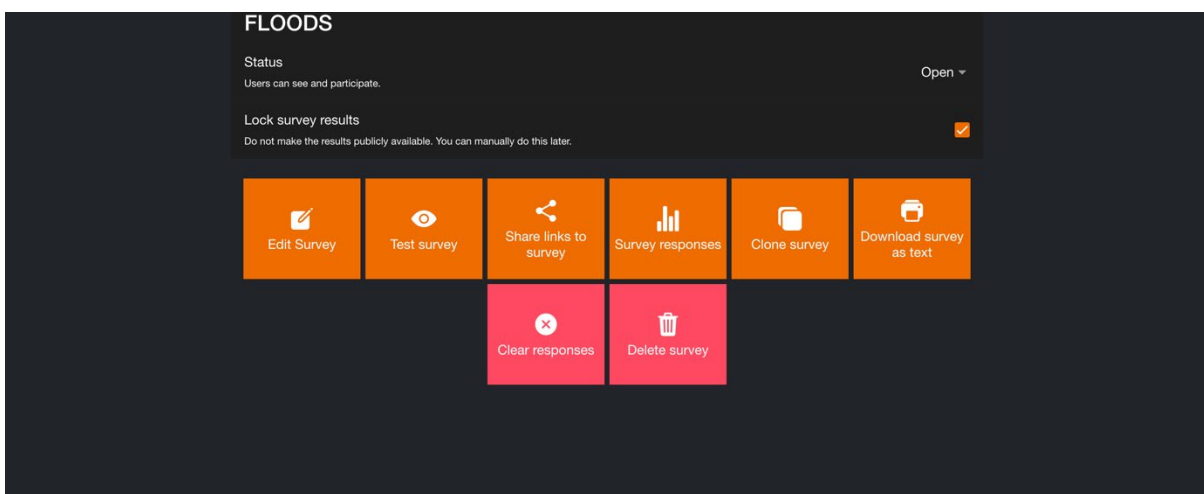 FLOODS
Status
Users can see and participate.
Open
Lock survey results
Do not make the results publicly available. You can manually do this later.
Edit Survey
Test survey
Share links to
survey
Survey responses
Clone survey
Download survey
as text
Clear responses
Delete survey